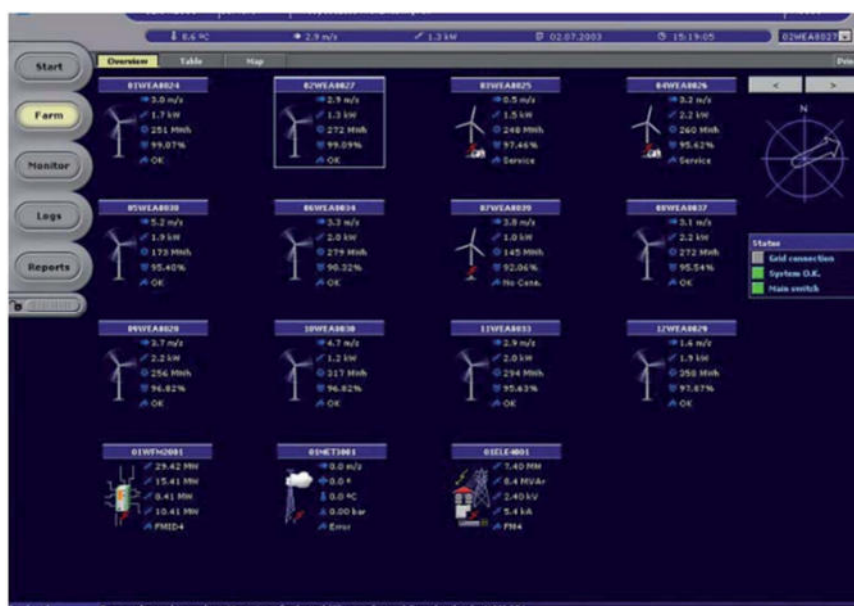 8.6 ºC
2.9 m/s
1.3 kW
02.07.2003
15:19:05
02WEA0027
Start
Farm
Monitor
Logs
Reports
Overview Table Map Print
< >
01WEA0024
3.0 m/s
1.7 kW
251 MWh
99.07%
OK
02WEA0027
2.9 m/s
1.3 kW
272 MWh
99.09%
OK
03WEA0025
0.5 m/s
1.5 kW
248 MWh
97.46%
Service
04WEA0026
3.2 m/s
2.2 kW
260 MWh
95.62%
Service
N
05WEA0030
5.2 m/s
1.9 kW
173 MWh
95.40%
OK
06WEA0034
3.3 m/s
2.0 kW
279 MWh
90.32%
OK
3.8 m/s
1.0 kW
145 MWh
92.06%
No Conn.
08WEA0037
3.1 m/s
2.2 kW
272 MWh
95.54%
OK
Status
Grid connection
System O.K.
Main switch
09WEA0028
3.7 m/s
2.2 kW
256 MWh
96.82%
OK
4.7 m/s
1.2 kW
317 MWh
96.82%
OK
11WEA0033
2.9 m/s
2.0 kW
294 MWh
95.63%
OK
12WEA0029
1.6 m/s
1.9 kW
358 MWh
97.87%
OK
01WFM2001
29.42 MW
15.41 MW
8.41 MW
10.41 MW
FMID4
01MET3001
0.0 m/s
0.0 º
0.0 ºC
0.00 bar
Error
01ELE4001
7.40 MW
8.4 MVAr
2.40 kV
5.4 kA
FM4